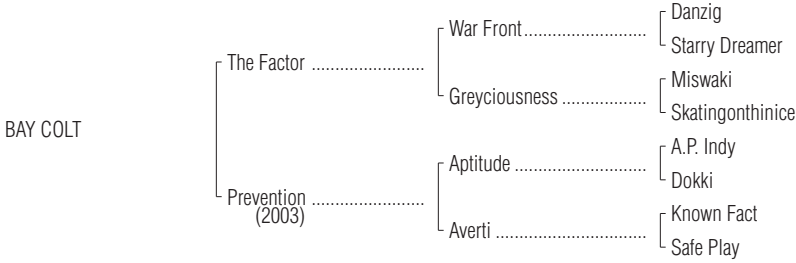 Danzig
War Front..........................
Starry Dreamer
The Factor ........................
Miswaki
Greyciousness ..................
Skatingonthinice
BAY COLT
A.P. Indy
Aptitude ............................
Dokki
Prevention ........................
(2003)
Known Fact
Averti ................................
Safe Play